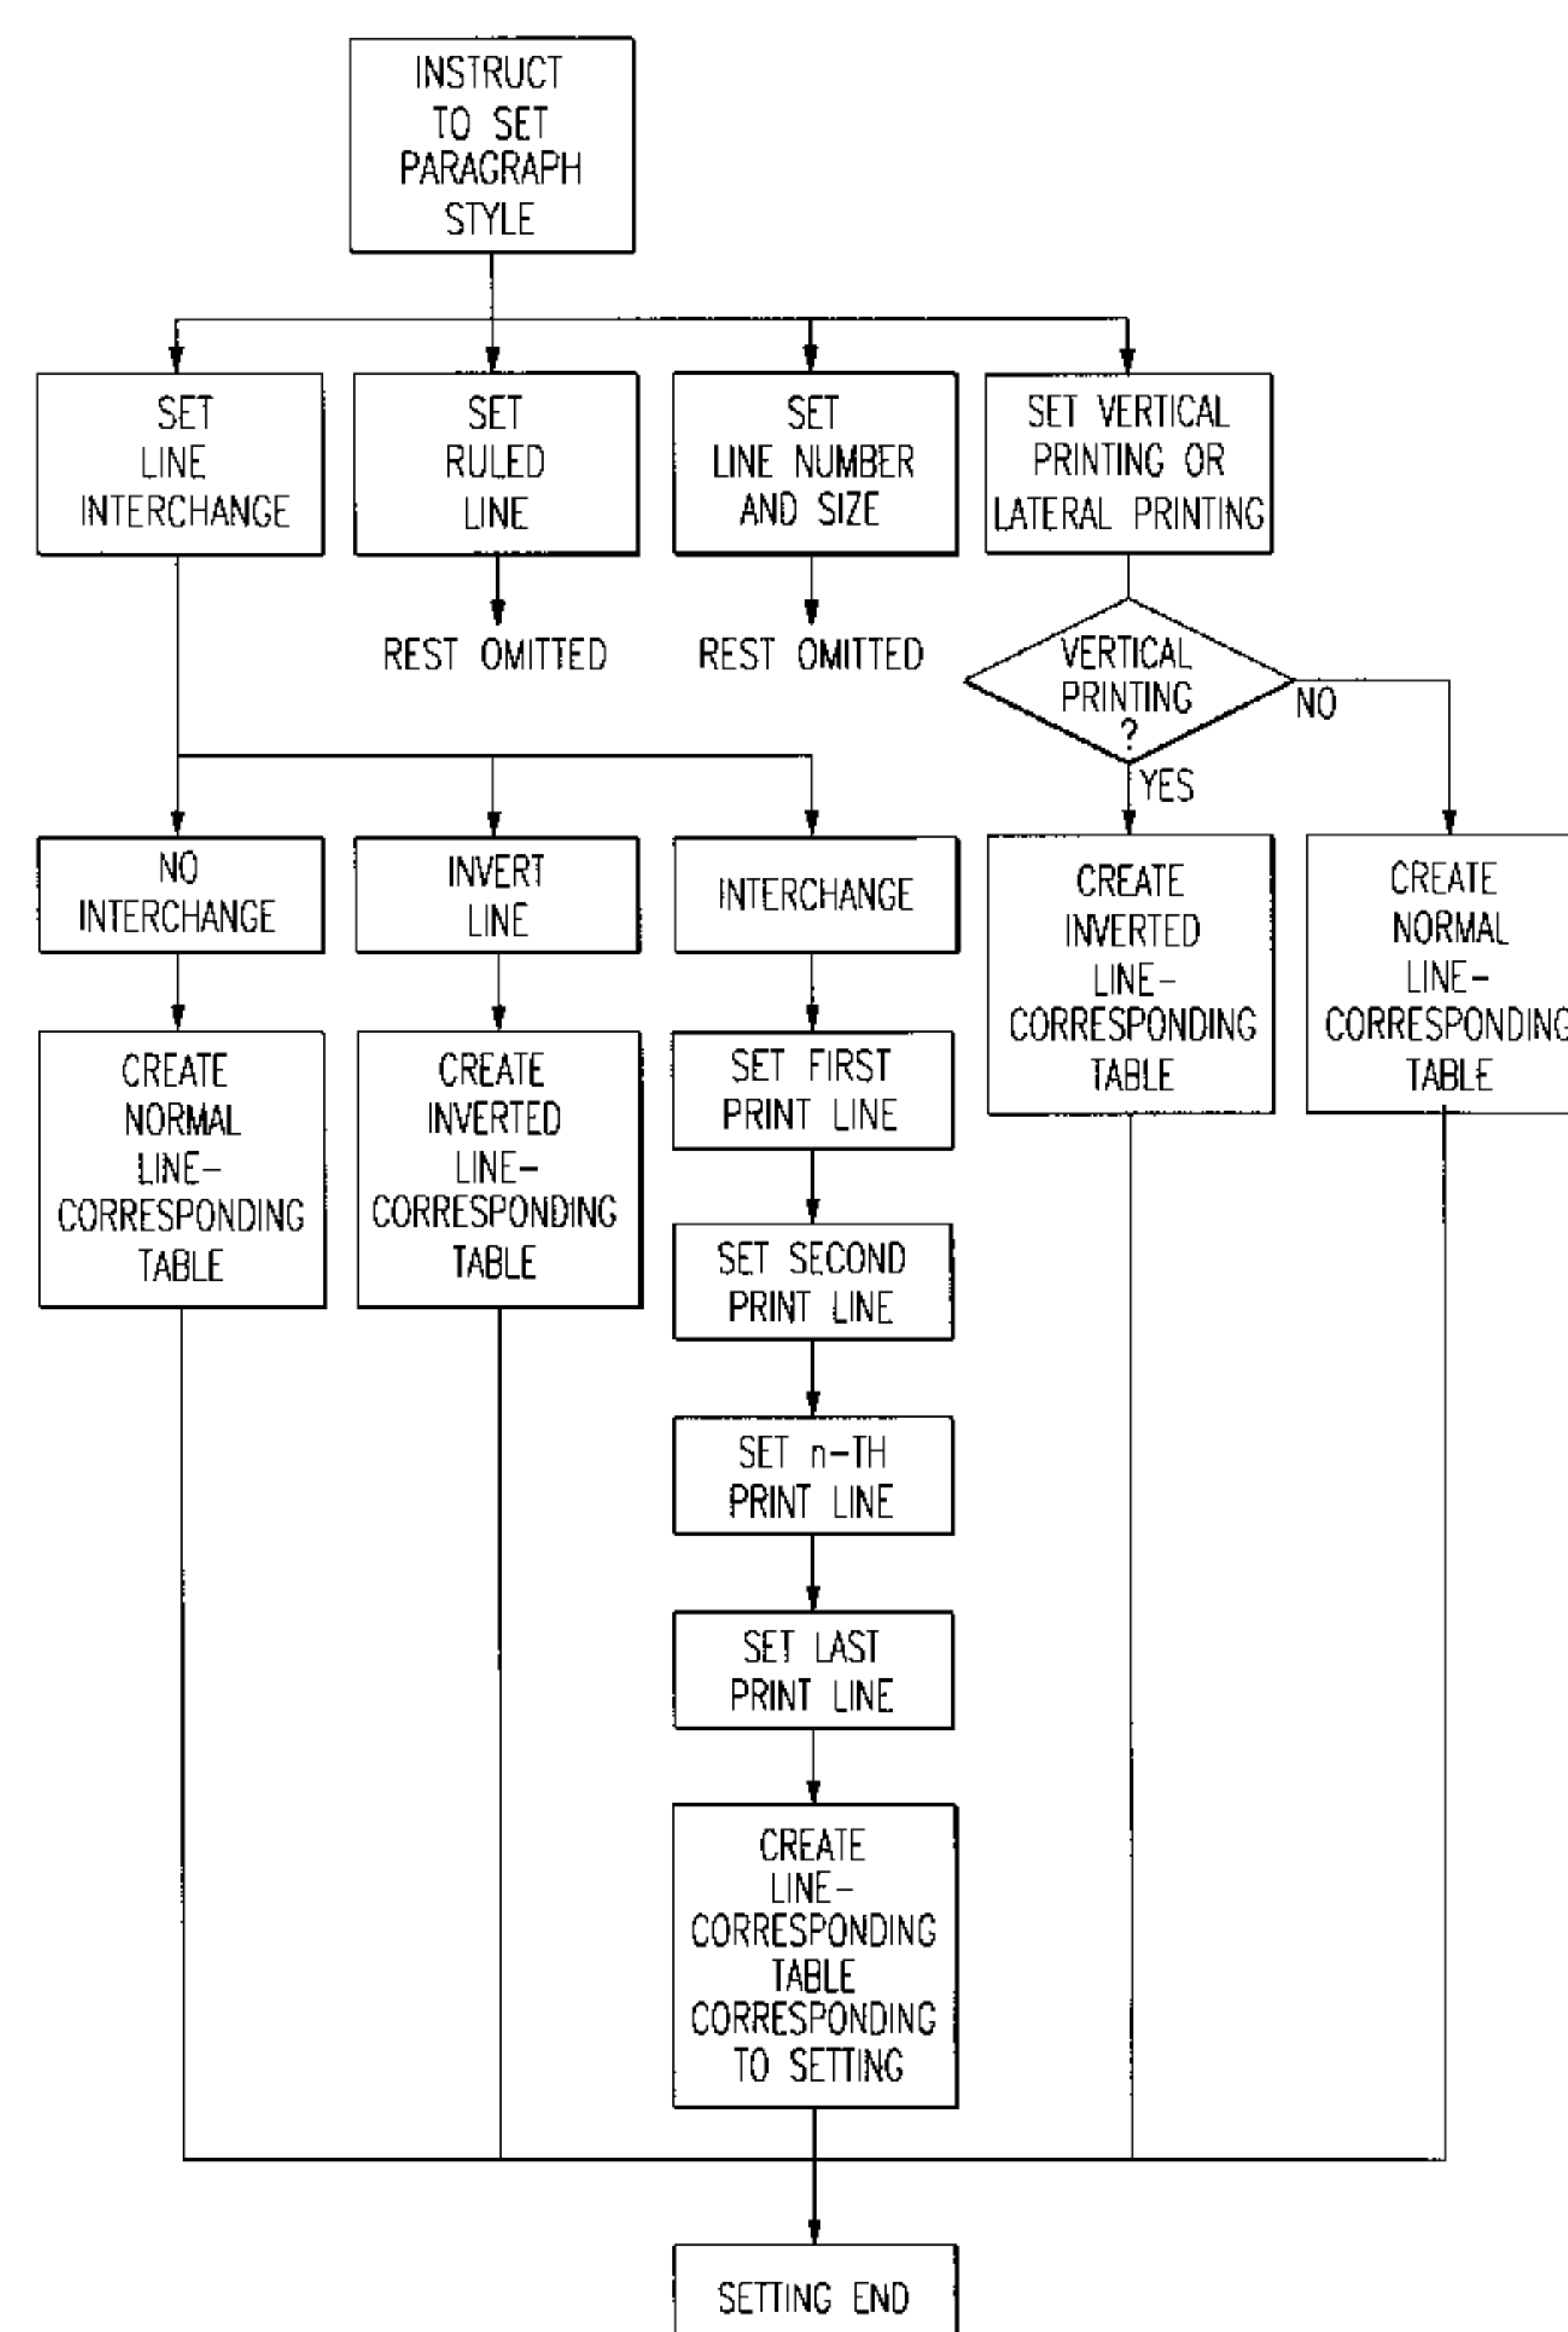 INSTRUCT
TO SET
PARAGRAPH
STYLE
SET
LINE
INTERCHANGE
SET
RULED
LINE
SET
LINE NUMBER
AND SIZE
SET VERTICAL
PRINTING OR
LATERAL PRINTING
REST OMITTED
REST OMITTED
VERTICAL
PRINTING
?
NO
YES
NO
INTERCHANGE
INVERT
LINE
INTERCHANGE
CREATE
INVERTED
LINE-
CORRESPONDING
TABLE
CREATE
NORMAL
LINE-
CORRESPONDING
TABLE
CREATE
NORMAL
LINE-
CORRESPONDING
TABLE
CREATE
INVERTED
LINE-
CORRESPONDING
TABLE
SET FIRST
PRINT LINE
SET SECOND
PRINT LINE
SET n-TH
PRINT LINE
SET LAST
PRINT LINE
CREATE
LINE-
CORRESPONDING
TABLE
CORRESPONDING
TO SETTING
SETTING END